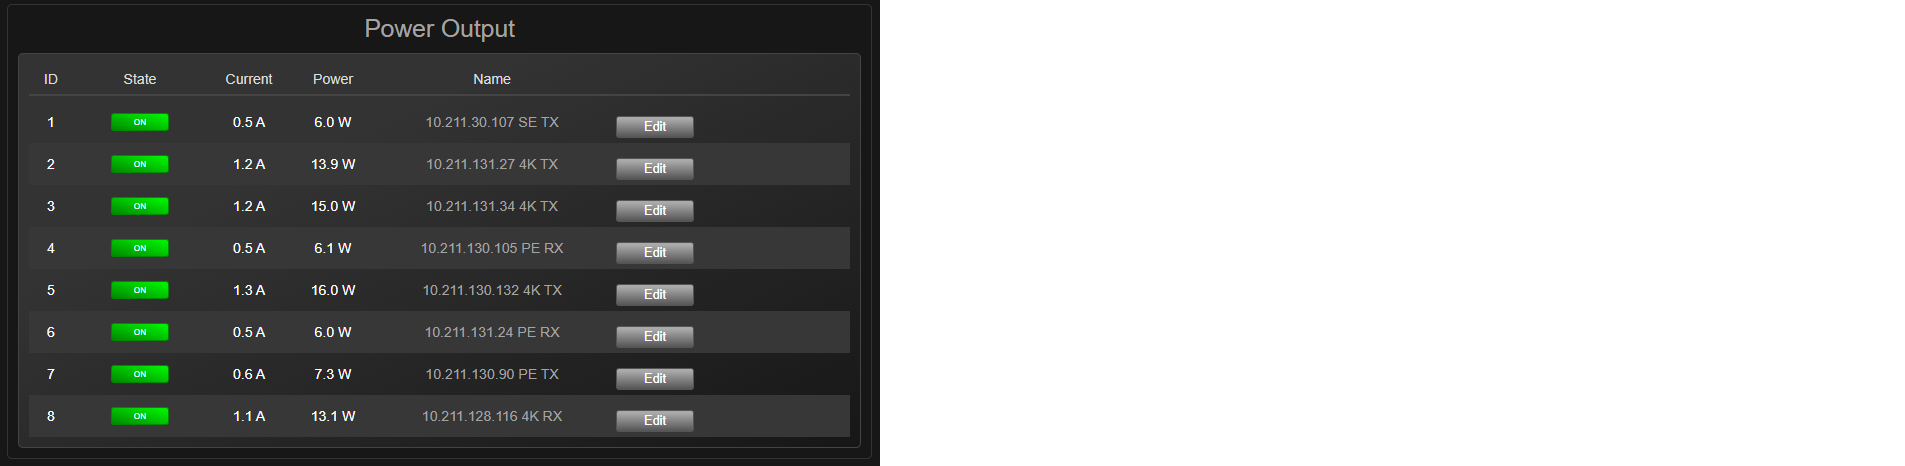 Power Output
ID State Current Power Name
1 ON 0.5 A 6.0 W 10.211.30.107 SE TX Edit
2 ON 1.2 A 13.9 W 10.211.131.27 4K TX Edit
3 ON 1.2 A 15.0 W 10.211.131.34 4K TX Edit
4 ON 0.5 A 6.1 W 10.211.130.105 PE RX Edit
5 ON 1.3 A 16.0 W 10.211.130.132 4K TX Edit
6 ON 0.5 A 6.0 W 10.211.131.24 PE RX Edit
7 ON 0.6 A 7.3 W 10.211.130.90 PE TX Edit
8 ON 1.1 A 13.1 W 10.211.128.116 4K RX Edit